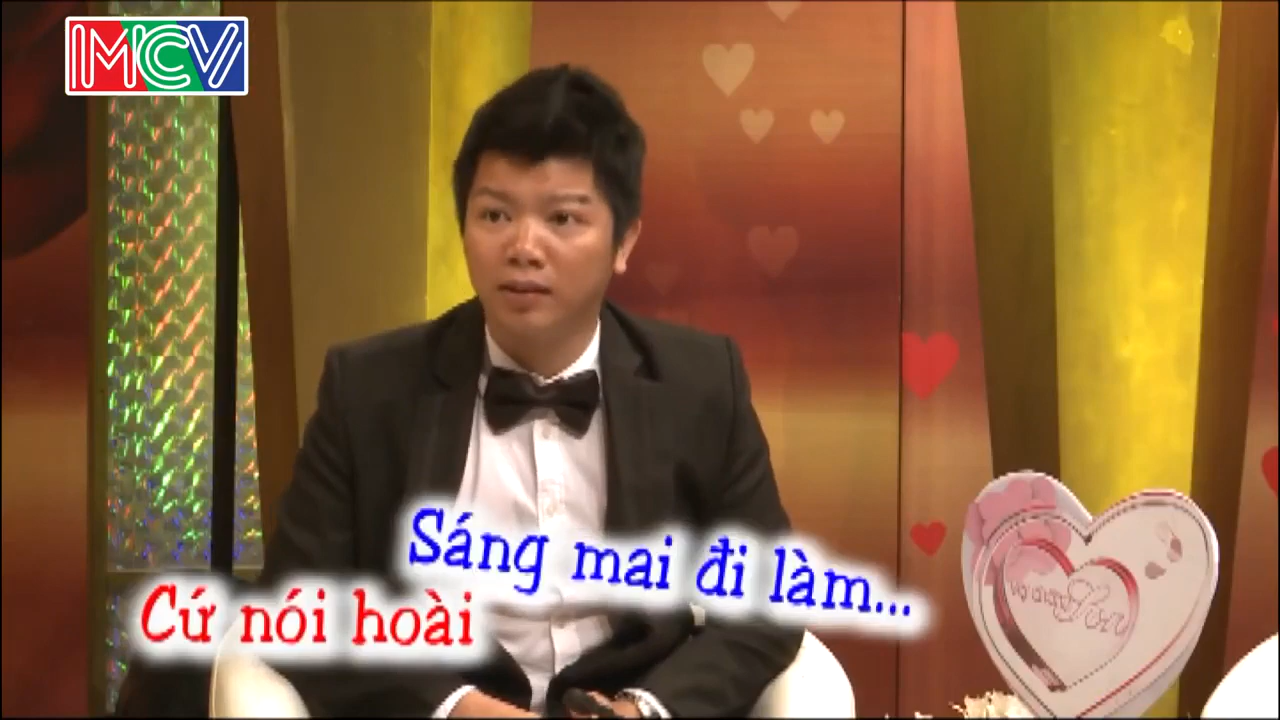 MCV
Sáng mai đi làm...
Cứ nói hoài